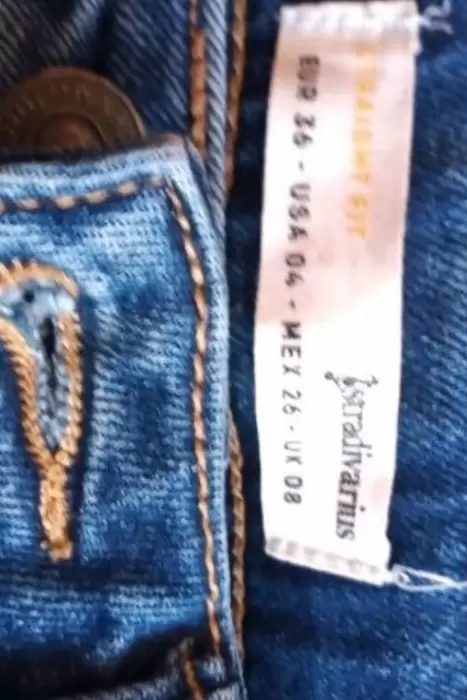 STRAIGHT FIT
EUR 36 - USA 04 - MEX 26 - UK 08
stradivarius